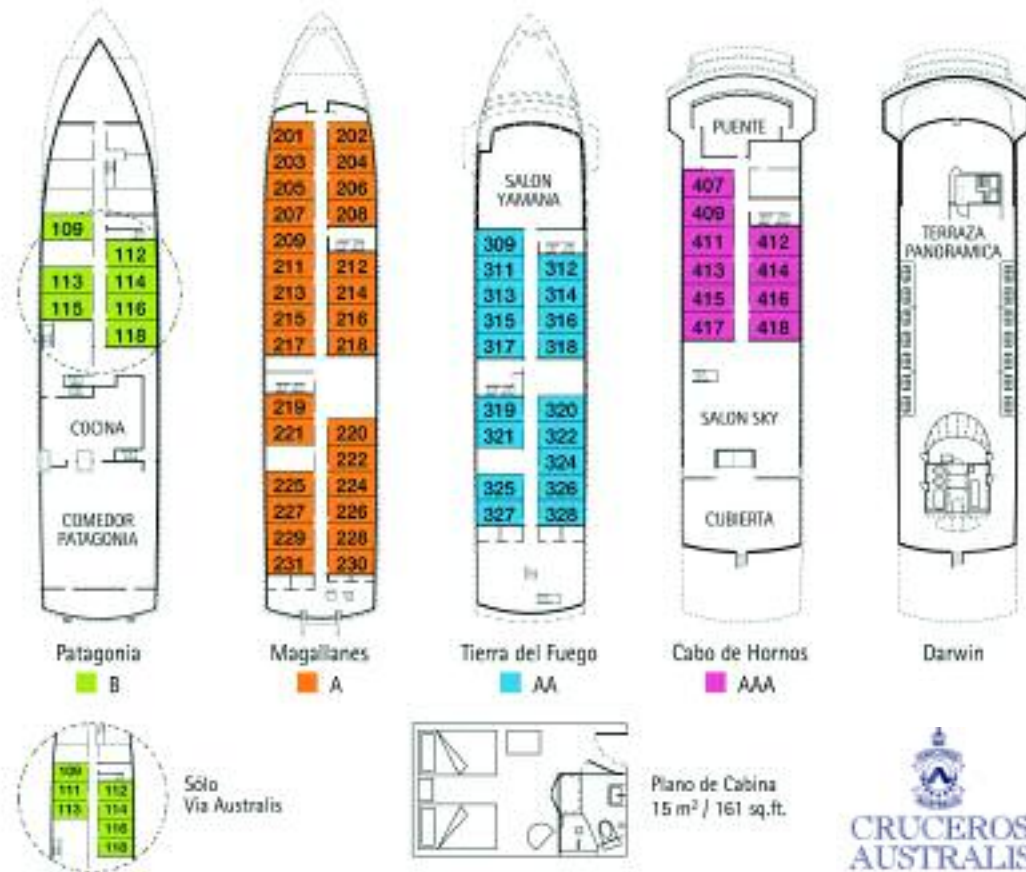 109
112
113 114
115 116
118
COCINA
COMEDOR
PATAGONIA
Patagonia
B
201 202
203 204
205 206
207 208
209
211 212
213 214
215 216
217 218
219
221 220
222
225 224
227 226
229 228
231 230
Magallanes
A
SALON
YAMANA
309
311 312
313 314
315 316
317 318
319 320
321 322
324
325 326
327 328
Tierra del Fuego
AA
PUENTE
407
409
411 412
413 414
415 416
417 418
SALON SKY
CUBIERTA
Cabo de Hornos
AAA
TERRAZA
PANORAMICA
Darwin
109
111 112
113 114
116
118
Sólo
Via Australis
Plano de Cabina
15 m² / 161 sq.ft.
CRUCEROS
AUSTRALIS